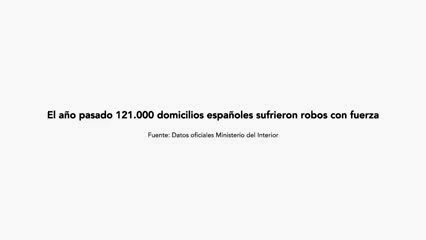 El año pasado 121.000 domicilios españoles sufrieron robos con fuerza
Fuente: Datos oficiales Ministerio del Interior